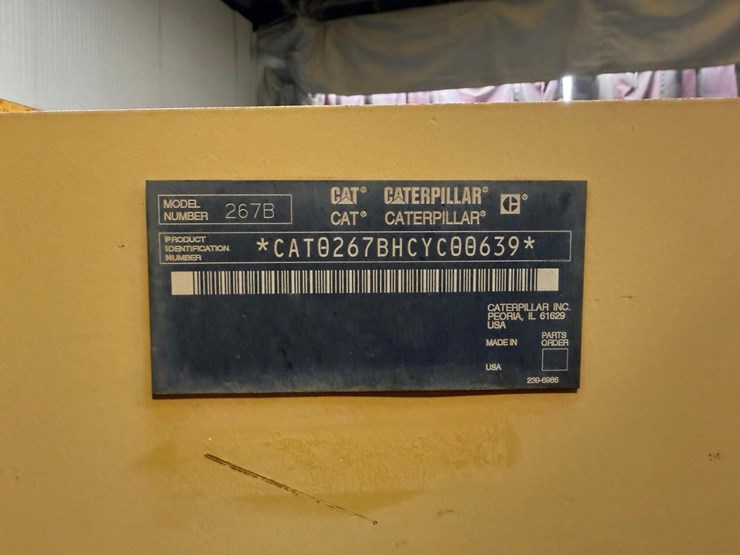 MODEL
NUMBER 267B
CAT® CATERPILLAR®
CAT® CATERPILLAR® C®
PRODUCT
IDENTIFICATION
NUMBER
*CAT0267BHCYC00639*
CATERPILLAR INC.
PEORIA, IL 61629
USA
MADE IN
PARTS
ORDER
USA
239-6986